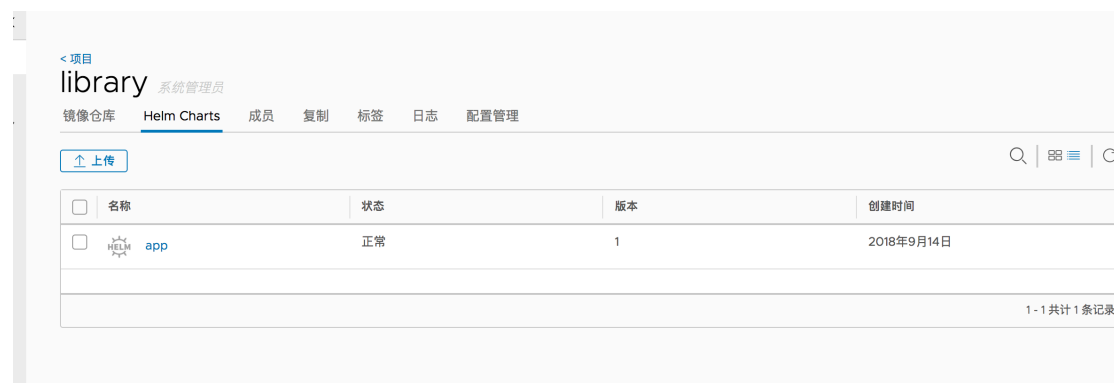 < 项目
library 系统管理员
镜像仓库 Helm Charts 成员 复制 标签 日志 配置管理
上传
名称 状态 版本 创建时间
HELM app 正常 1 2018年9月14日
1 - 1 共计 1 条记录